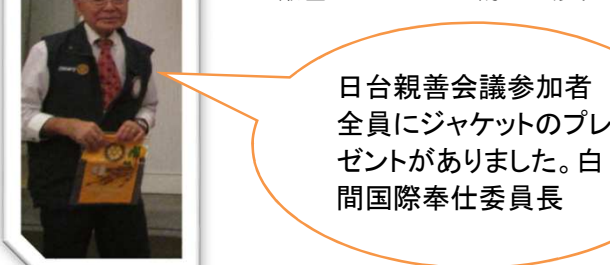 日台親善会議参加者
全員にジャケットのプレ
ゼントがありました。白
間国際奉仕委員長